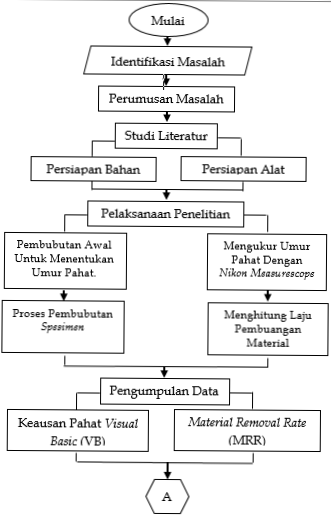 Mulai
Identifikasi Masalah
Perumusan Masalah
Studi Literatur
Persiapan Bahan
Persiapan Alat
Pelaksanaan Penelitian
Pembubutan Awal
Untuk Menentukan
Umur Pahat.
Mengukur Umur
Pahat Dengan
Nikon Measurescope
Proses Pembubutan
Spesimen
Menghitung Laju
Pembuangan
Material
Pengumpulan Data
Keausan Pahat Visual
Basic (VB)
Material Removal Rate
(MRR)
A